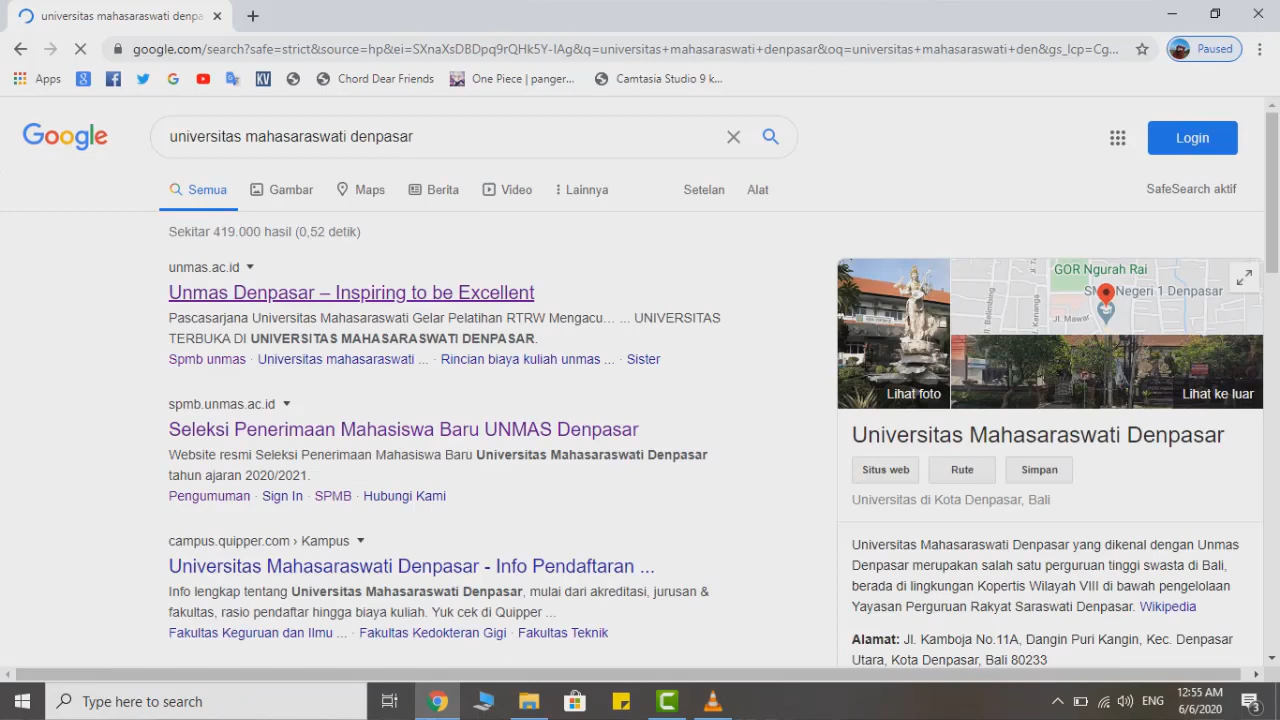 universitas mahasaraswati denpa
google.com/search?safe=strict&source=hp&ei=SXnaXsDBDpq9rQHk5Y-IAg&q=universitas+mahasaraswati+denpasar&oq=universitas+mahasaraswati+den&gs_lcp=Cg...
Paused
Apps
Chord Dear Friends
One Piece | panger...
Camtasia Studio 9 k...
Google
universitas mahasaraswati denpasar
Login
Semua
Gambar
Maps
Berita
Video
Lainnya
Setelan
Alat
SafeSearch aktif
Sekitar 419.000 hasil (0,52 detik)
unmas.ac.id
Unmas Denpasar – Inspiring to be Excellent
Pascasarjana Universitas Mahasaraswati Gelar Pelatihan RTRW Mengacu... ... UNIVERSITAS
TERBUKA DI UNIVERSITAS MAHASARASWATI DENPASAR.
Spmb unmas · Universitas mahasaraswati ... · Rincian biaya kuliah unmas ... · Sister
spmb.unmas.ac.id
Seleksi Penerimaan Mahasiswa Baru UNMAS Denpasar
Website resmi Seleksi Penerimaan Mahasiswa Baru Universitas Mahasaraswati Denpasar
tahun ajaran 2020/2021.
Pengumuman · Sign In · SPMB · Hubungi Kami
campus.quipper.com › Kampus
Universitas Mahasaraswati Denpasar - Info Pendaftaran ...
Info lengkap tentang Universitas Mahasaraswati Denpasar, mulai dari akreditasi, jurusan &
fakultas, rasio pendaftar hingga biaya kuliah. Yuk cek di Quipper ...
Fakultas Keguruan dan Ilmu ... · Fakultas Kedokteran Gigi · Fakultas Teknik
GOR Ngurah Rai
Negeri 1 Denpasar
Jl. Belimbing
Jl. Kenanga
Jl. Mawar
Lihat foto
Lihat ke luar
Universitas Mahasaraswati Denpasar
Situs web
Rute
Simpan
Universitas di Kota Denpasar, Bali
Universitas Mahasaraswati Denpasar yang dikenal dengan Unmas
Denpasar merupakan salah satu perguruan tinggi swasta di Bali,
berada di lingkungan Kopertis Wilayah VIII di bawah pengelolaan
Yayasan Perguruan Rakyat Saraswati Denpasar. Wikipedia
Alamat: Jl. Kamboja No.11A, Dangin Puri Kangin, Kec. Denpasar
Utara, Kota Denpasar, Bali 80233
Type here to search
ENG
12:55 AM
6/6/2020
3